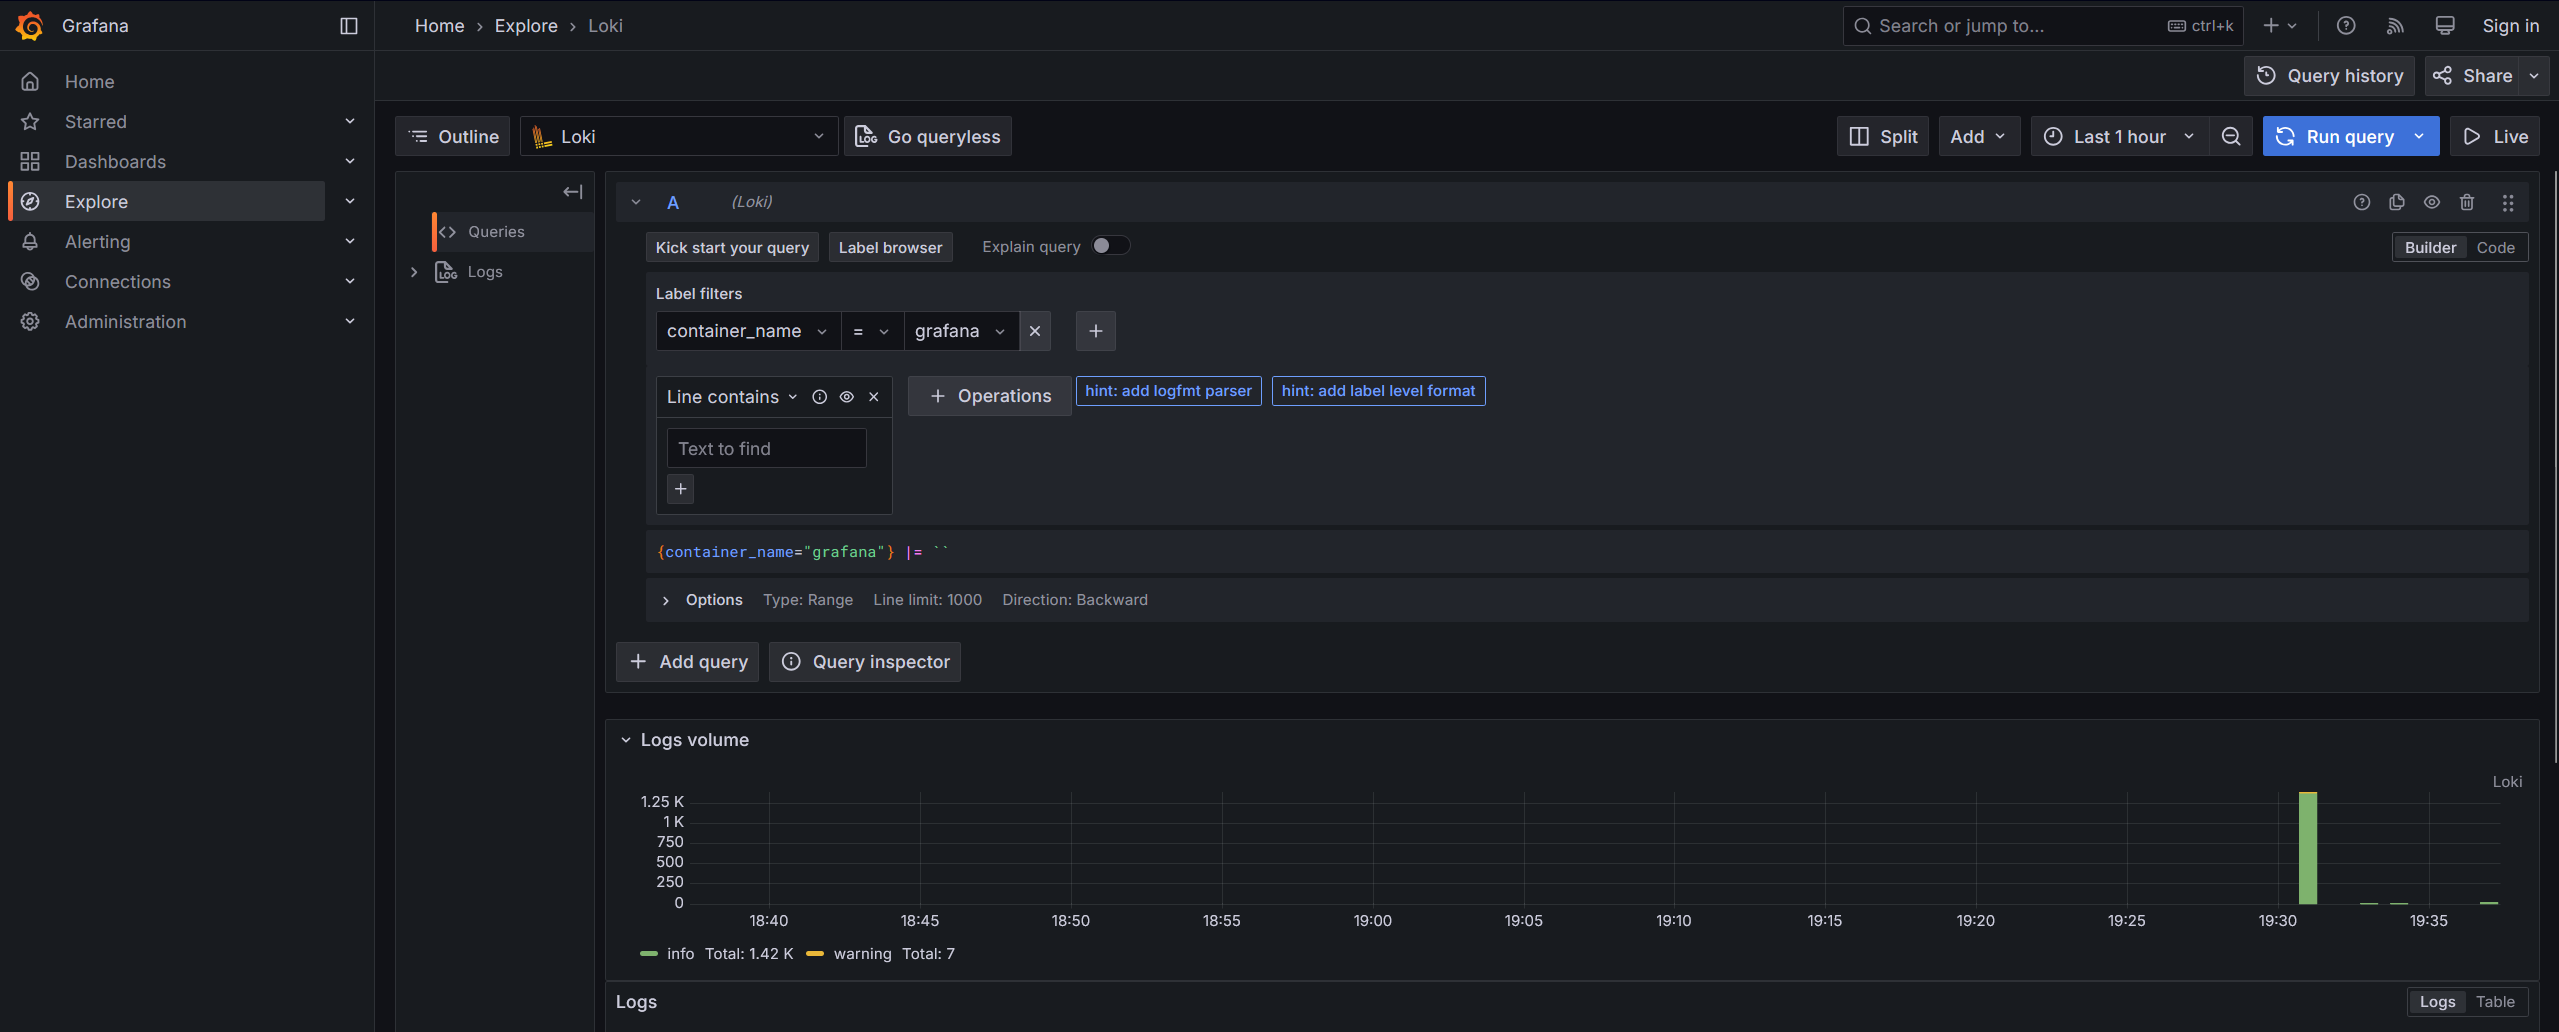 Grafana
Home › Explore › Loki
Search or jump to...
ctrl+k
Sign in
Query history
Share
Home
Starred
Dashboards
Explore
Alerting
Connections
Administration
Outline
Loki
Go queryless
Split
Add
Last 1 hour
Run query
Live
Queries
Logs
A
(Loki)
Kick start your query
Label browser
Explain query
Builder
Code
Label filters
container_name
=
grafana
Line contains
Operations
hint: add logfmt parser
hint: add label level format
Text to find
{container_name="grafana"} |= ``
Options Type: Range Line limit: 1000 Direction: Backward
Add query
Query inspector
Logs volume
Loki
1.25 K
1 K
750
500
250
0
18:40 18:45 18:50 18:55 19:00 19:05 19:10 19:15 19:20 19:25 19:30 19:35
info Total: 1.42 K warning Total: 7
Logs
Logs
Table